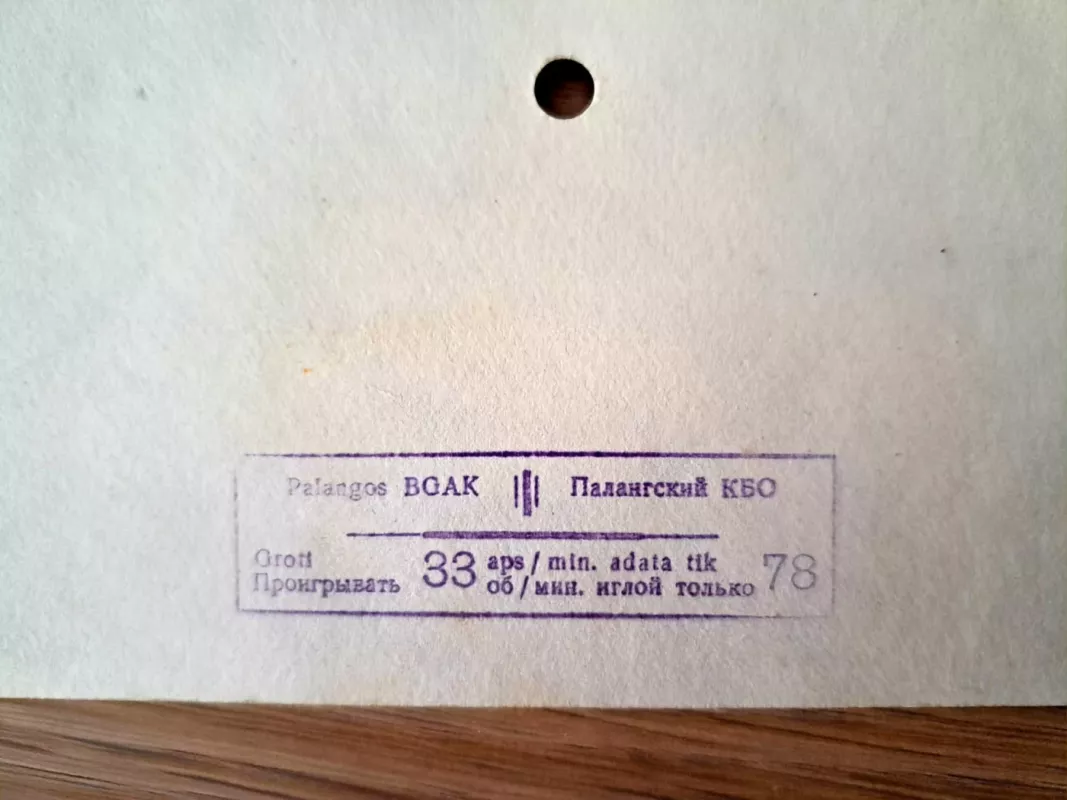 Palangos BGAK Палангский КБО
Groti 33 aps/min. adata tik 78
Проигрывать об/мин. иглой только